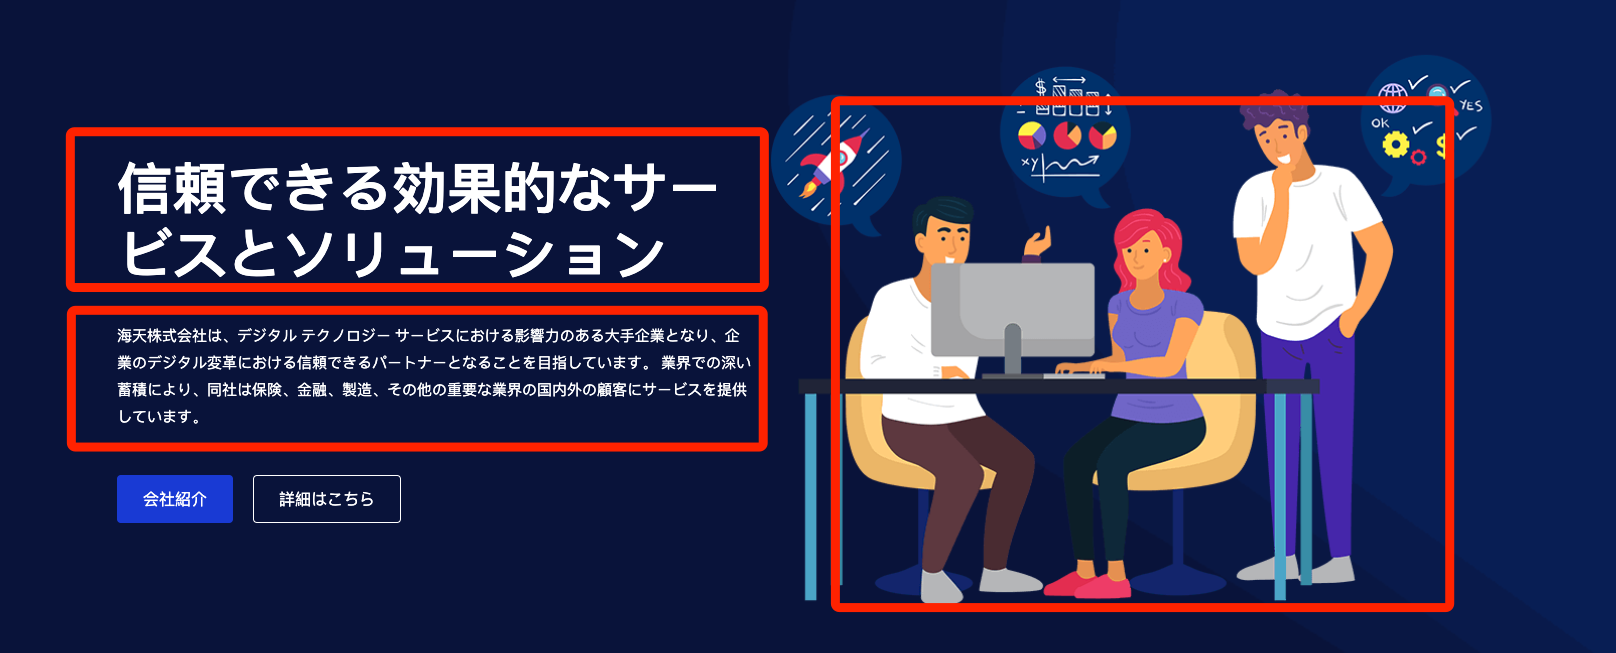 信頼できる効果的なサー
ビスとソリューション
海天株式会社は、デジタル テクノロジー サービスにおける影響力のある大手企業となり、企
業のデジタル変革における信頼できるパートナーとなることを目指しています。 業界での深い
蓄積により、同社は保険、金融、製造、その他の重要な業界の国内外の顧客にサービスを提供
しています。
会社紹介
詳細はこちら
$
xy
YES
OK
$